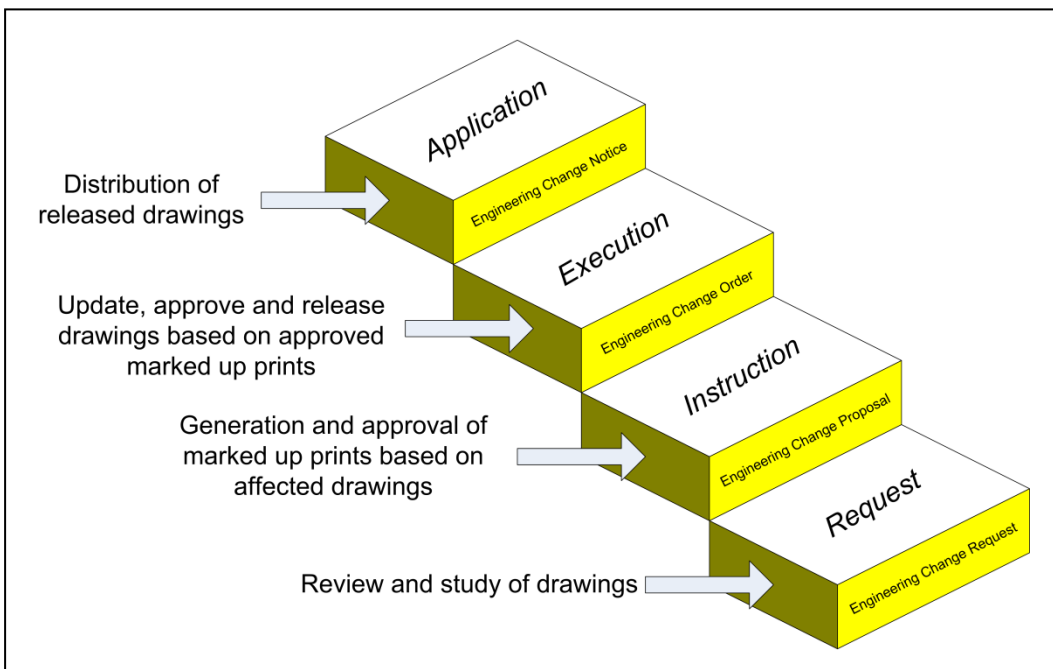 Application
Engineering Change Notice
Distribution of
released drawings
Execution
Engineering Change Order
Update, approve and release
drawings based on approved
marked up prints
Instruction
Engineering Change Proposal
Generation and approval of
marked up prints based on
affected drawings
Request
Engineering Change Request
Review and study of drawings